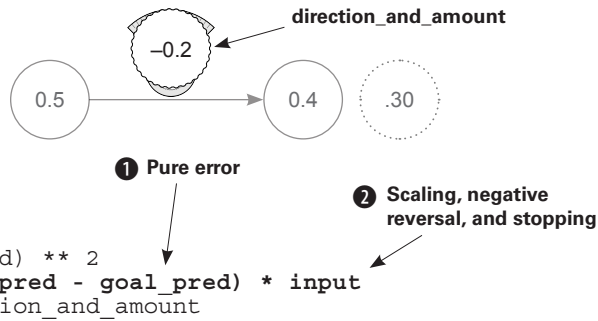 direction_and_amount
–0.2
0.5
0.4
.30
1 Pure error
2 Scaling, negative
reversal, and stopping
d) ** 2
pred - goal_pred) * input
ion_and_amount